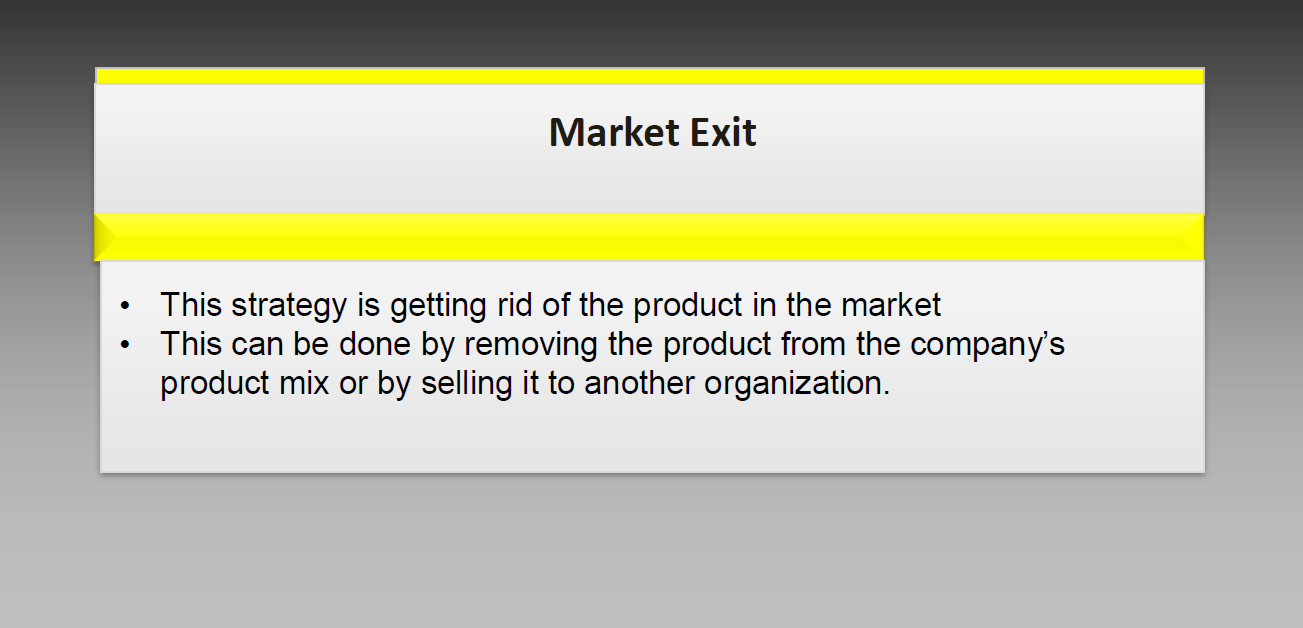 Market Exit
• This strategy is getting rid of the product in the market
• This can be done by removing the product from the company’s
product mix or by selling it to another organization.